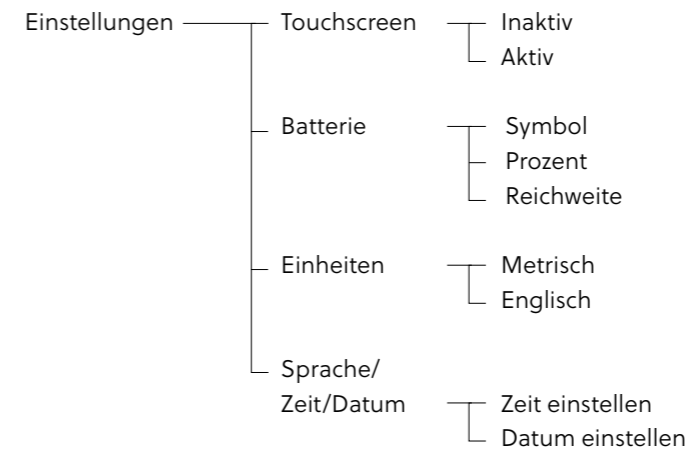 Einstellungen Touchscreen Inaktiv
Aktiv
Batterie Symbol
Prozent
Reichweite
Einheiten Metrisch
Englisch
Sprache/
Zeit/Datum Zeit einstellen
Datum einstellen